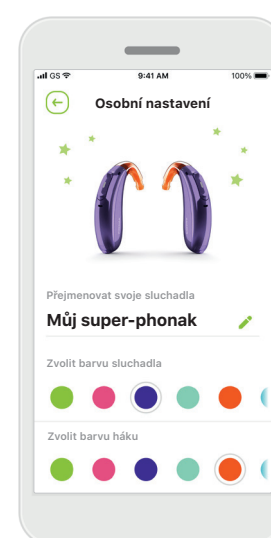 GS 9:41 AM 100%
Osobní nastavení
Přejmenovat svoje sluchadla
Můj super-phonak
Zvolit barvu sluchadla
Zvolit barvu háku